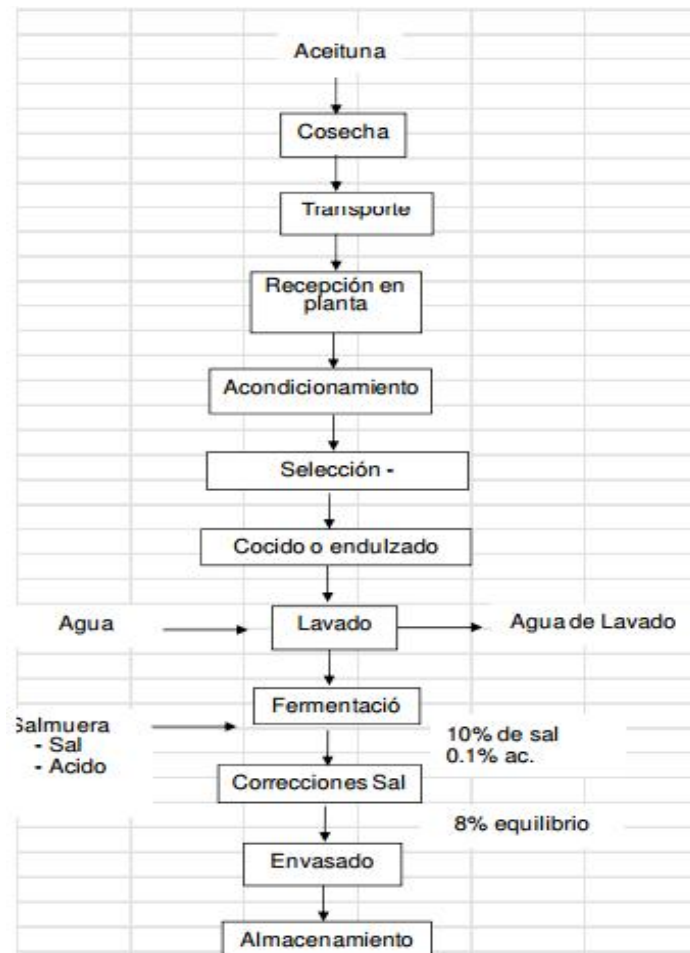 Aceituna
Cosecha
Transporte
Recepción en
planta
Acondicionamiento
Selección -
Cocido o endulzado
Agua
Lavado
Agua de Lavado
Fermentació
Salmuera
- Sal
- Acido
10% de sal
0.1% ac.
Correcciones Sal
8% equilibrio
Envasado
Almacenamiento